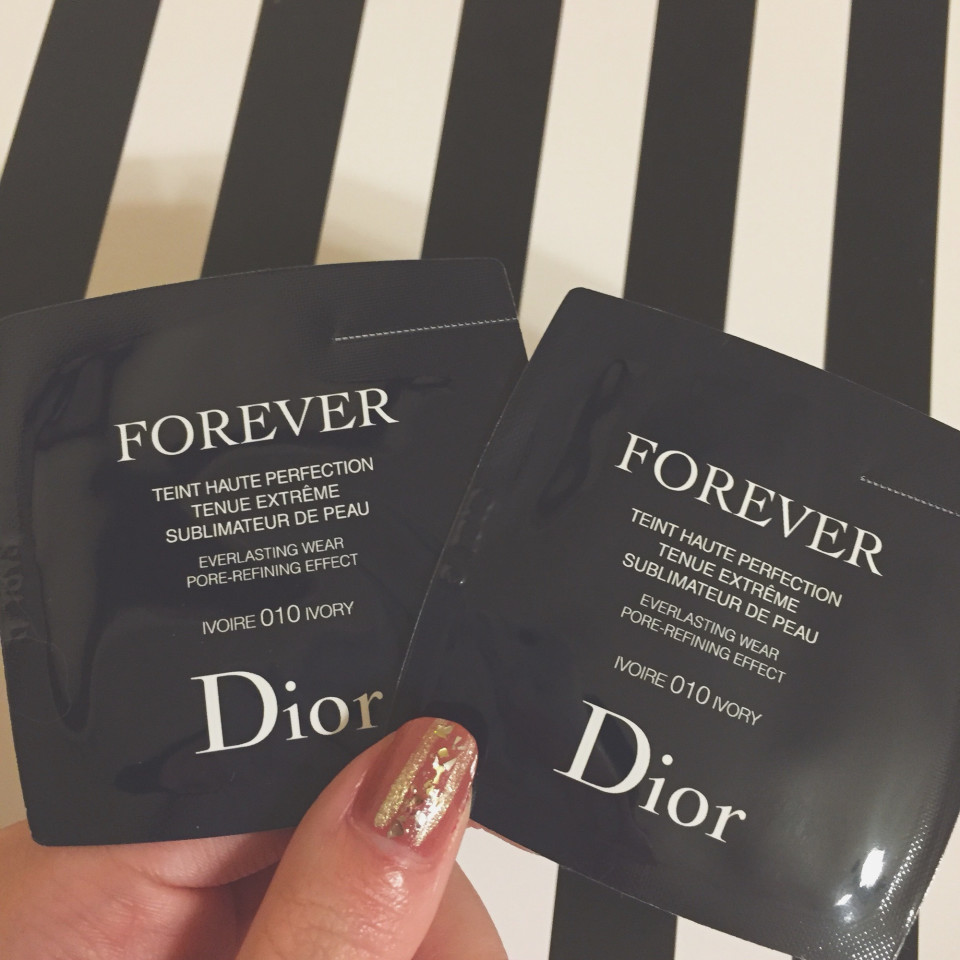 FOREVER
TEINT HAUTE PERFECTION
TENUE EXTRÊME
SUBLIMATEUR DE PEAU
EVERLASTING WEAR
PORE-REFINING EFFECT
IVOIRE 010 IVORY
Dior
FOREVER
TEINT HAUTE PERFECTION
TENUE EXTRÊME
SUBLIMATEUR DE PEAU
EVERLASTING WEAR
PORE-REFINING EFFECT
IVOIRE 010 IVORY
Dior